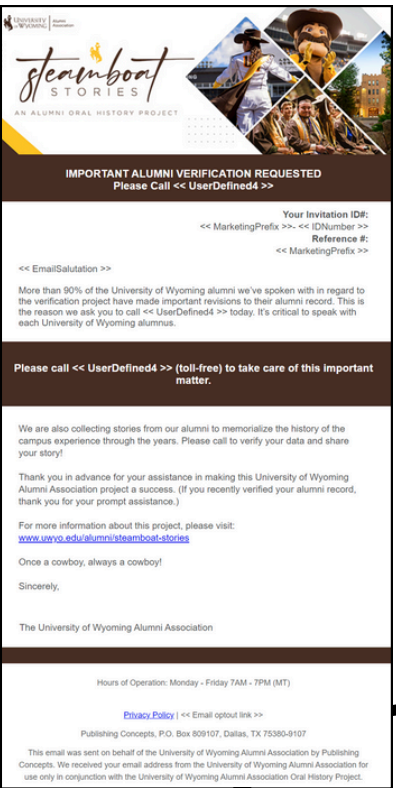 UNIVERSITY
OF WYOMING
Alumni
Association
steamboat
STORIES
AN ALUMNI ORAL HISTORY PROJECT
IMPORTANT ALUMNI VERIFICATION REQUESTED
Please Call << UserDefined4 >>
Your Invitation ID#:
<< MarketingPrefix >>- << IDNumber >>
Reference #:
<< MarketingPrefix >>
<< EmailSalutation >>
More than 90% of the University of Wyoming alumni we've spoken with in regard to
the verification project have made important revisions to their alumni record. This is
the reason we ask you to call << UserDefined4 >> today. It's critical to speak with
each University of Wyoming alumnus.
Please call << UserDefined4 >> (toll-free) to take care of this important
matter.
We are also collecting stories from our alumni to memorialize the history of the
campus experience through the years. Please call to verify your data and share
your story!
Thank you in advance for your assistance in making this University of Wyoming
Alumni Association project a success. (If you recently verified your alumni record,
thank you for your prompt assistance.)
For more information about this project, please visit:
www.uwyo.edu/alumni/steamboat-stories
Once a cowboy, always a cowboy!
Sincerely,
The University of Wyoming Alumni Association
Hours of Operation: Monday - Friday 7AM - 7PM (MT)
Privacy Policy | << Email optout link >>
Publishing Concepts, P.O. Box 809107, Dallas, TX 75380-9107
This email was sent on behalf of the University of Wyoming Alumni Association by Publishing
Concepts. We received your email address from the University of Wyoming Alumni Association for
use only in conjunction with the University of Wyoming Alumni Association Oral History Project.